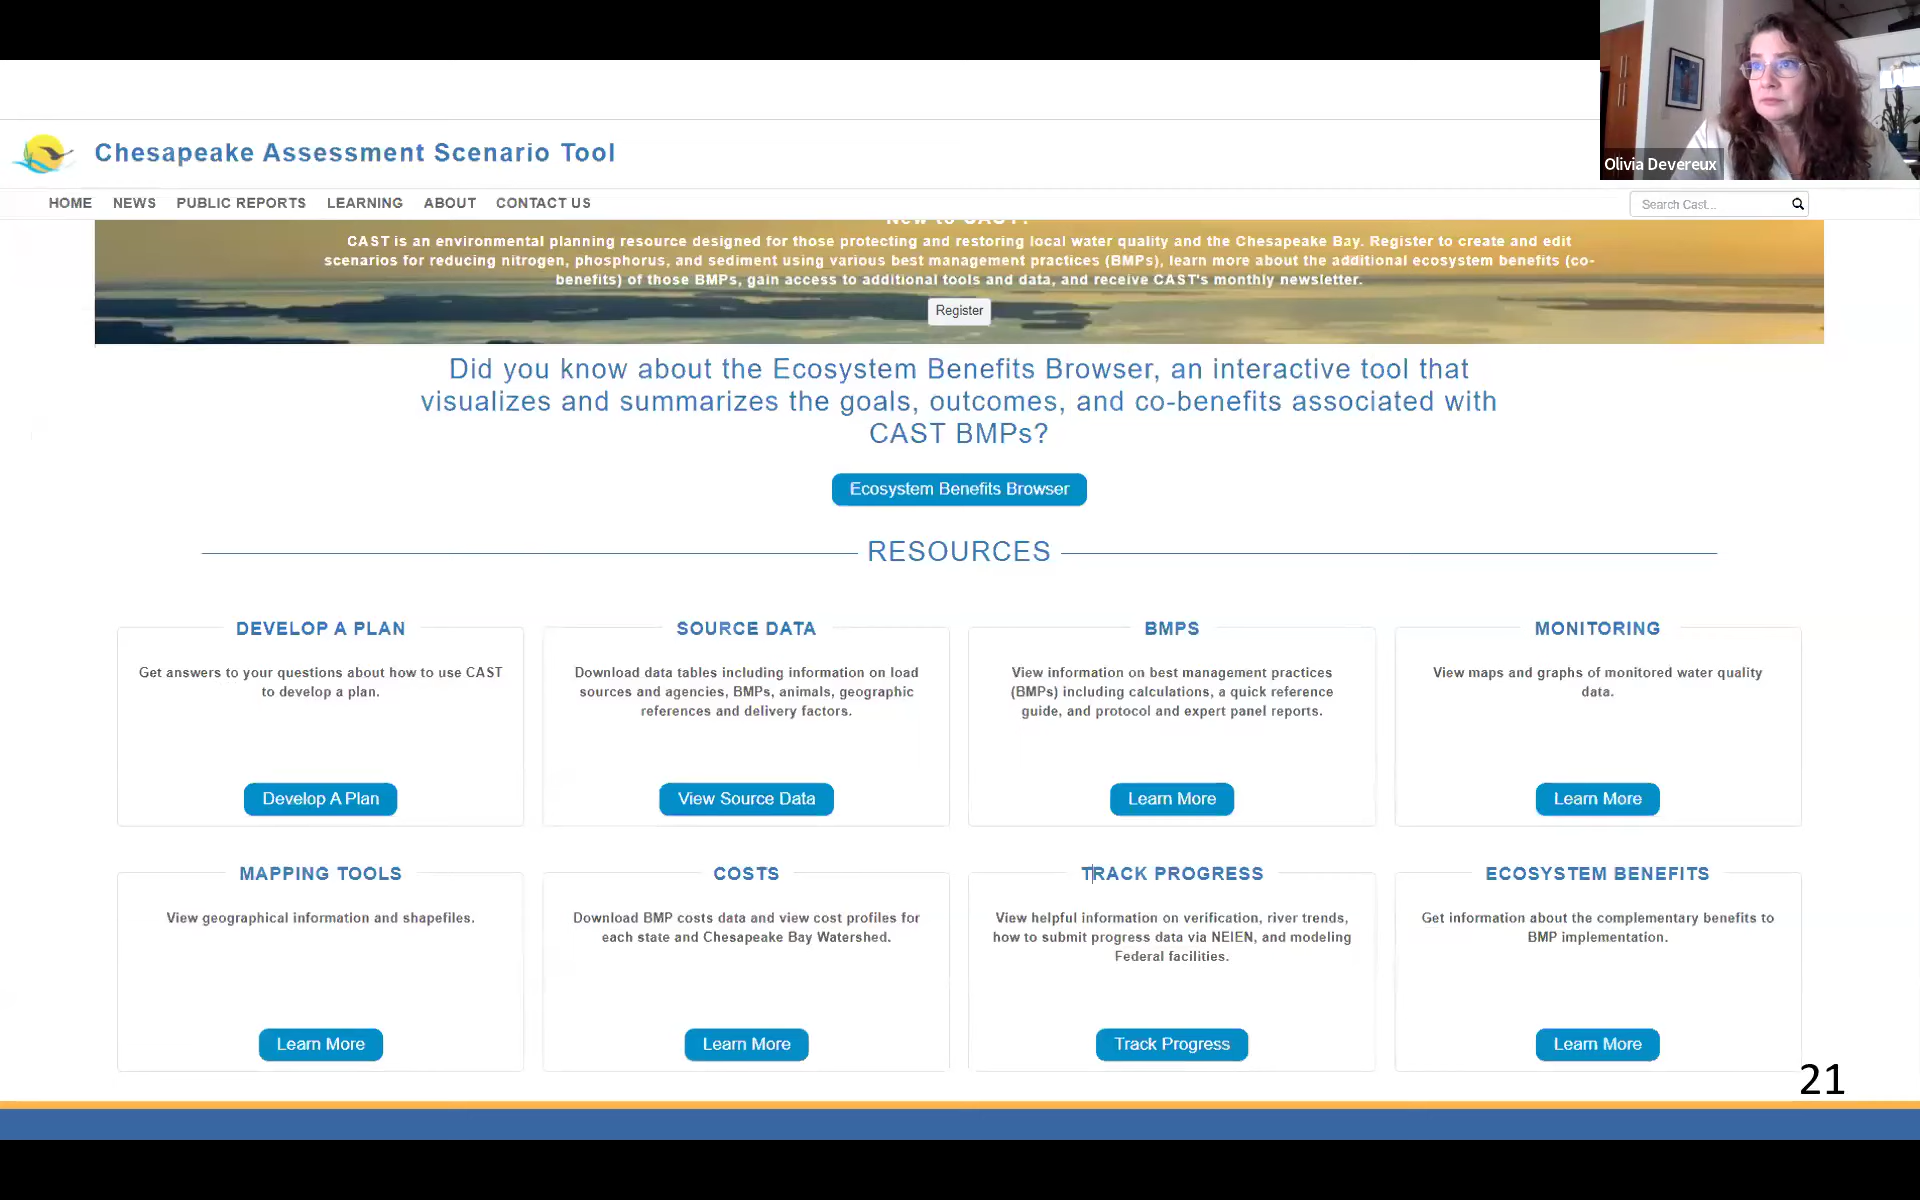 Olivia Devereux
Chesapeake Assessment Scenario Tool
HOME NEWS PUBLIC REPORTS LEARNING ABOUT CONTACT US
Search Cast...
New to CAST?
CAST is an environmental planning resource designed for those protecting and restoring local water quality and the Chesapeake Bay. Register to create and edit
scenarios for reducing nitrogen, phosphorus, and sediment using various best management practices (BMPs), learn more about the additional ecosystem benefits (co-
benefits) of those BMPs, gain access to additional tools and data, and receive CAST's monthly newsletter.
Register
Did you know about the Ecosystem Benefits Browser, an interactive tool that
visualizes and summarizes the goals, outcomes, and co-benefits associated with
CAST BMPs?
Ecosystem Benefits Browser
RESOURCES
DEVELOP A PLAN
Get answers to your questions about how to use CAST
to develop a plan.
Develop A Plan
SOURCE DATA
Download data tables including information on load
sources and agencies, BMPs, animals, geographic
references and delivery factors.
View Source Data
BMPS
View information on best management practices
(BMPs) including calculations, a quick reference
guide, and protocol and expert panel reports.
Learn More
MONITORING
View maps and graphs of monitored water quality
data.
Learn More
MAPPING TOOLS
View geographical information and shapefiles.
Learn More
COSTS
Download BMP costs data and view cost profiles for
each state and Chesapeake Bay Watershed.
Learn More
TRACK PROGRESS
View helpful information on verification, river trends,
how to submit progress data via NEIEN, and modeling
Federal facilities.
Track Progress
ECOSYSTEM BENEFITS
Get information about the complementary benefits to
BMP implementation.
Learn More
21